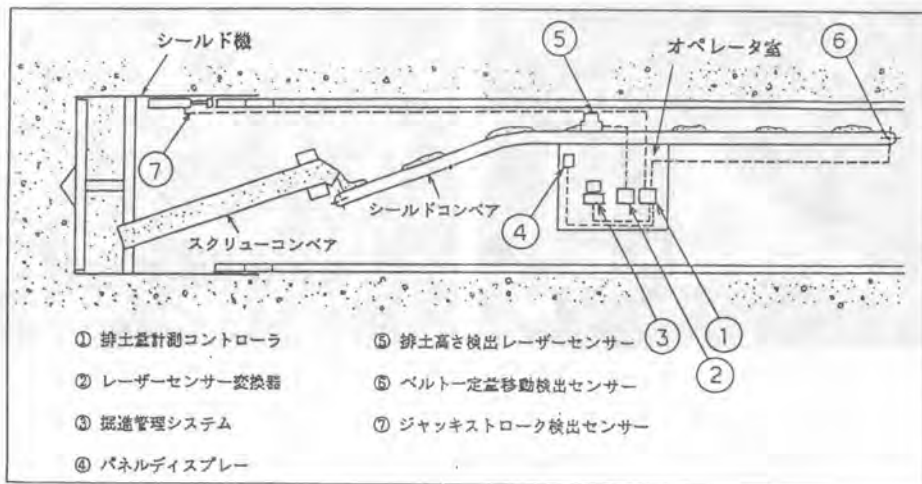 シールド機
⑤
オペレータ室
⑥
⑦
シールドコンベア
④
スクリューコンベア
③
②
①
① 排土量計測コントローラ
② レーザーセンサー変換器
③ 掘進管理システム
④ パネルディスプレー
⑤ 排土高さ検出レーザーセンサー
⑥ ベルト一定量移動検出センサー
⑦ ジャッキストローク検出センサー